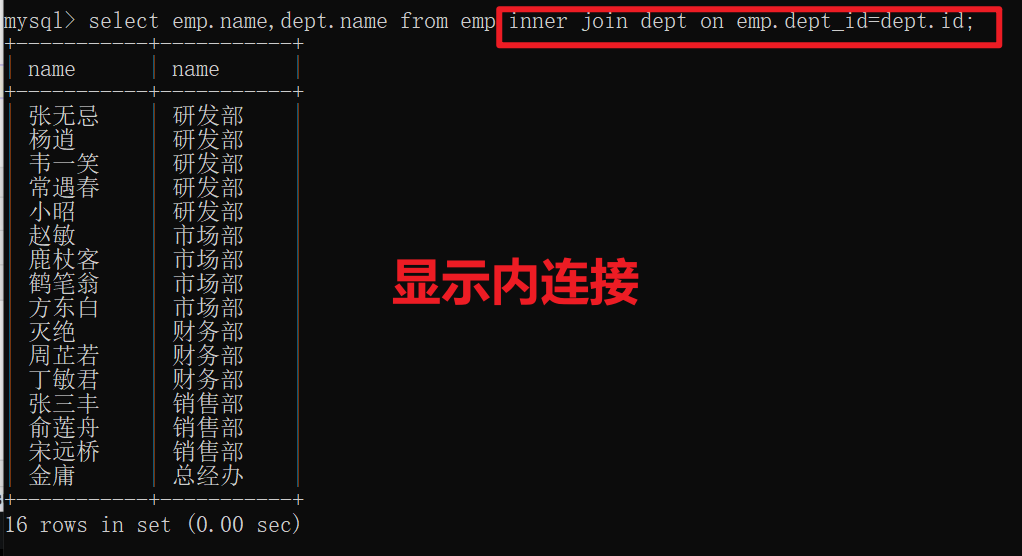 mysql> select emp.name,dept.name from emp inner join dept on emp.dept_id=dept.id;
+-----------+-----------+
| name | name |
+-----------+-----------+
| 张无忌 | 研发部 |
| 杨逍 | 研发部 |
| 韦一笑 | 研发部 |
| 常遇春 | 研发部 |
| 小昭 | 研发部 |
| 赵敏 | 市场部 |
| 鹿杖客 | 市场部 |
| 鹤笔翁 | 市场部 |
| 方东白 | 市场部 |
| 灭绝 | 财务部 |
| 周芷若 | 财务部 |
| 丁敏君 | 财务部 |
| 张三丰 | 销售部 |
| 俞莲舟 | 销售部 |
| 宋远桥 | 销售部 |
| 金庸 | 总经办 |
+-----------+-----------+
16 rows in set (0.00 sec)
显示内连接